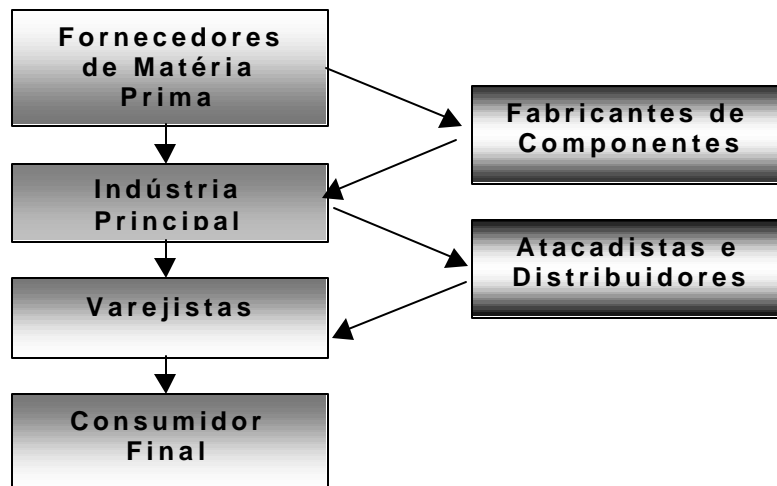 Fornecedores
de Matéria
Prima
Fabricantes de
Componentes
Indústria
Principal
Atacadistas e
Distribuidores
Varejistas
Consumidor
Final